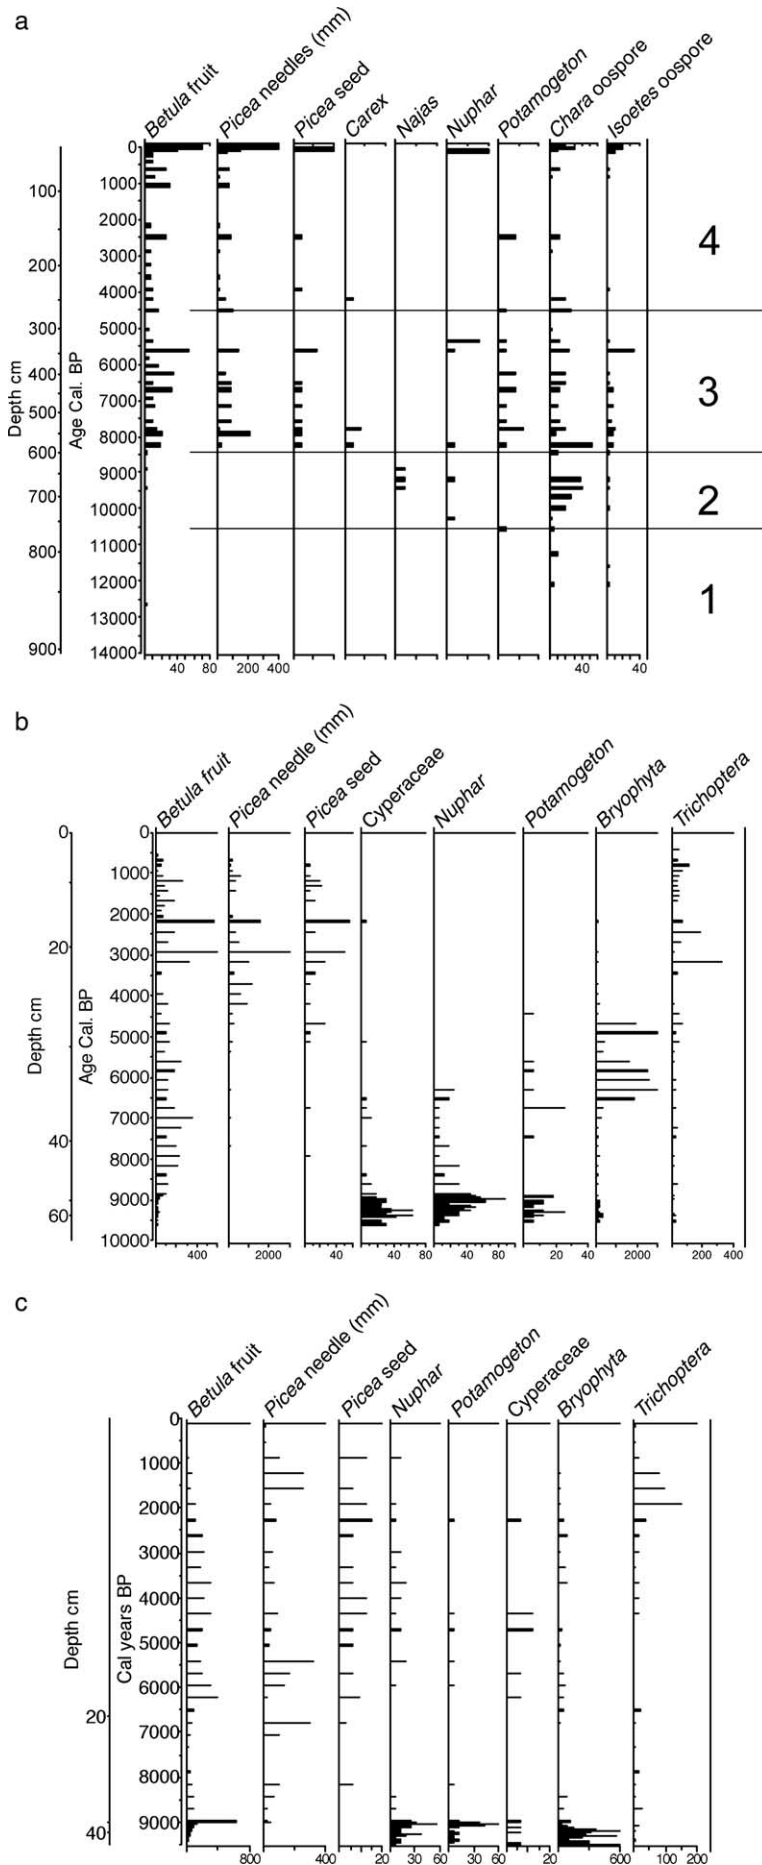 a
Betula fruit
Picea needles (mm)
Picea seed
Carex
Najas
Nuphar
Potamogeton
Chara oospore
Isoetes oospore
Depth cm
100
200
300
400
500
600
700
800
900
Age Cal. BP
0
1000
2000
3000
4000
5000
6000
7000
8000
9000
10000
11000
12000
13000
14000
4
3
2
1
40 80
200 400
40
40
b
Betula fruit
Picea needle (mm)
Picea seed
Cyperaceae
Nuphar
Potamogeton
Bryophyta
Trichoptera
Depth cm
0
20
40
60
Age Cal. BP
0
1000
2000
3000
4000
5000
6000
7000
8000
9000
10000
400
2000
20 40
40 80
40 80
0 20 40
2000
200 400
c
Betula fruit
Picea needle (mm)
Picea seed
Nuphar
Potamogeton
Cyperaceae
Bryophyta
Trichoptera
Depth cm
20
40
Cal years BP
0
1000
2000
3000
4000
5000
6000
7000
8000
9000
800
400
0 10 20
30 60
30 60
20
600
100 200